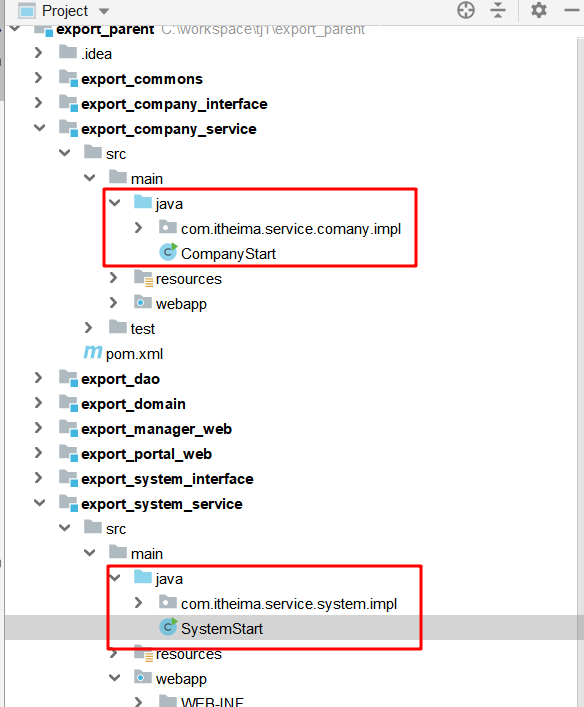 Project
export_parent C:\workspace\tj1\export_parent
.idea
export_commons
export_company_interface
export_company_service
src
main
java
com.itheima.service.comany.impl
CompanyStart
resources
webapp
test
pom.xml
export_dao
export_domain
export_manager_web
export_portal_web
export_system_interface
export_system_service
src
main
java
com.itheima.service.system.impl
SystemStart
resources
webapp
WEB-INF